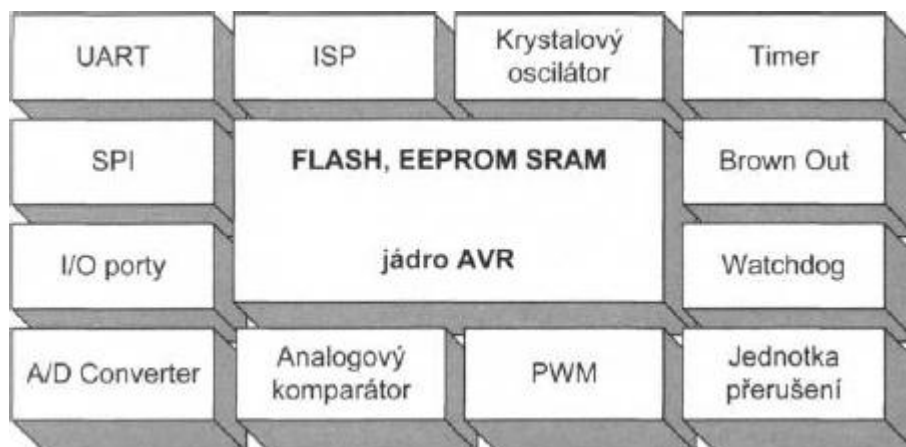 UART
ISP
Krystalový
oscilátor
Timer
SPI
FLASH, EEPROM SRAM
jádro AVR
Brown Out
I/O porty
Watchdog
A/D Converter
Analogový
komparátor
PWM
Jednotka
přerušení